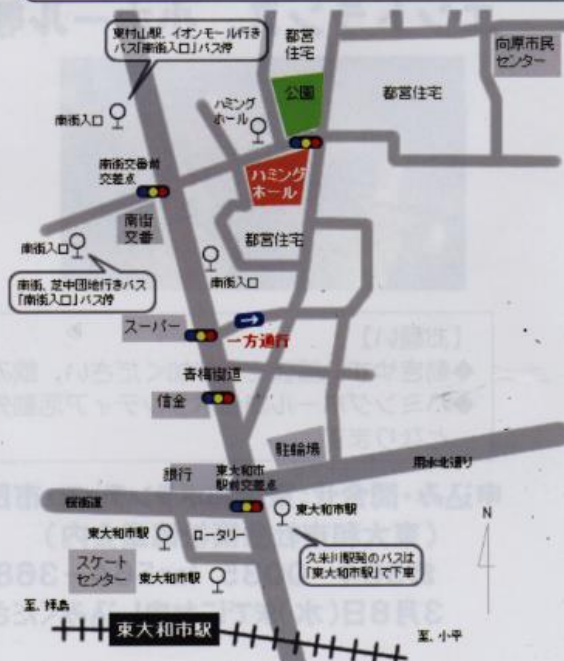 東村山駅、イオンモール行き
バス「南街入口」バス停
都営
住宅
向原市民
センター
公園
都営住宅
ハミング
ホール
南街入口
南街交番前
交差点
ハミング
ホール
南街
交番
都営住宅
南街入口
南街入口
南街、芝中団地行きバス
「南街入口」バス停
スーパー
一方通行
青梅街道
信金
駐輪場
銀行
東大和市
駅前交差点
用水北通り
桜街道
東大和市駅
東大和市駅
ロータリー
N
スケート
センター
東大和市駅
久米川駅発のバスは
「東大和市駅」で下車
至、拝島
東大和市駅
至、小平